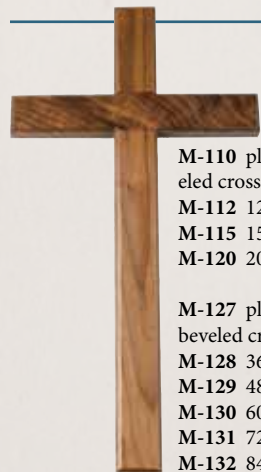 M-110 pl
eled cross
M-112 12
M-115 15
M-120 20
M-127 pl
beveled cr
M-128 36
M-129 48
M-130 60
M-131 72
M-132 84